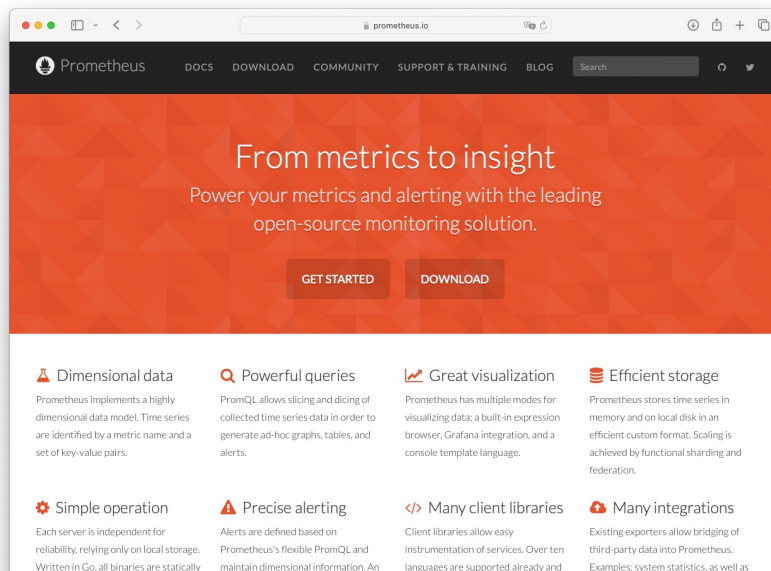 prometheus.io
Prometheus
DOCS DOWNLOAD COMMUNITY SUPPORT & TRAINING BLOG Search
From metrics to insight
Power your metrics and alerting with the leading
open-source monitoring solution.
GET STARTED DOWNLOAD
Dimensional data
Prometheus implements a highly
dimensional data model. Time series
are identified by a metric name and a
set of key-value pairs.
Powerful queries
PromQL allows slicing and dicing of
collected time series data in order to
generate ad-hoc graphs, tables, and
alerts.
Great visualization
Prometheus has multiple modes for
visualizing data: a built-in expression
browser, Grafana integration, and a
console template language.
Efficient storage
Prometheus stores time series in
memory and on local disk in an
efficient custom format. Scaling is
achieved by functional sharding and
federation.
Simple operation
Each server is independent for
reliability, relying only on local storage.
Written in Go, all binaries are statically
Precise alerting
Alerts are defined based on
Prometheus's flexible PromQL and
maintain dimensional information. An
Many client libraries
Client libraries allow easy
instrumentation of services. Over ten
languages are supported already and
Many integrations
Existing exporters allow bridging of
third-party data into Prometheus.
Examples: system statistics, as well as